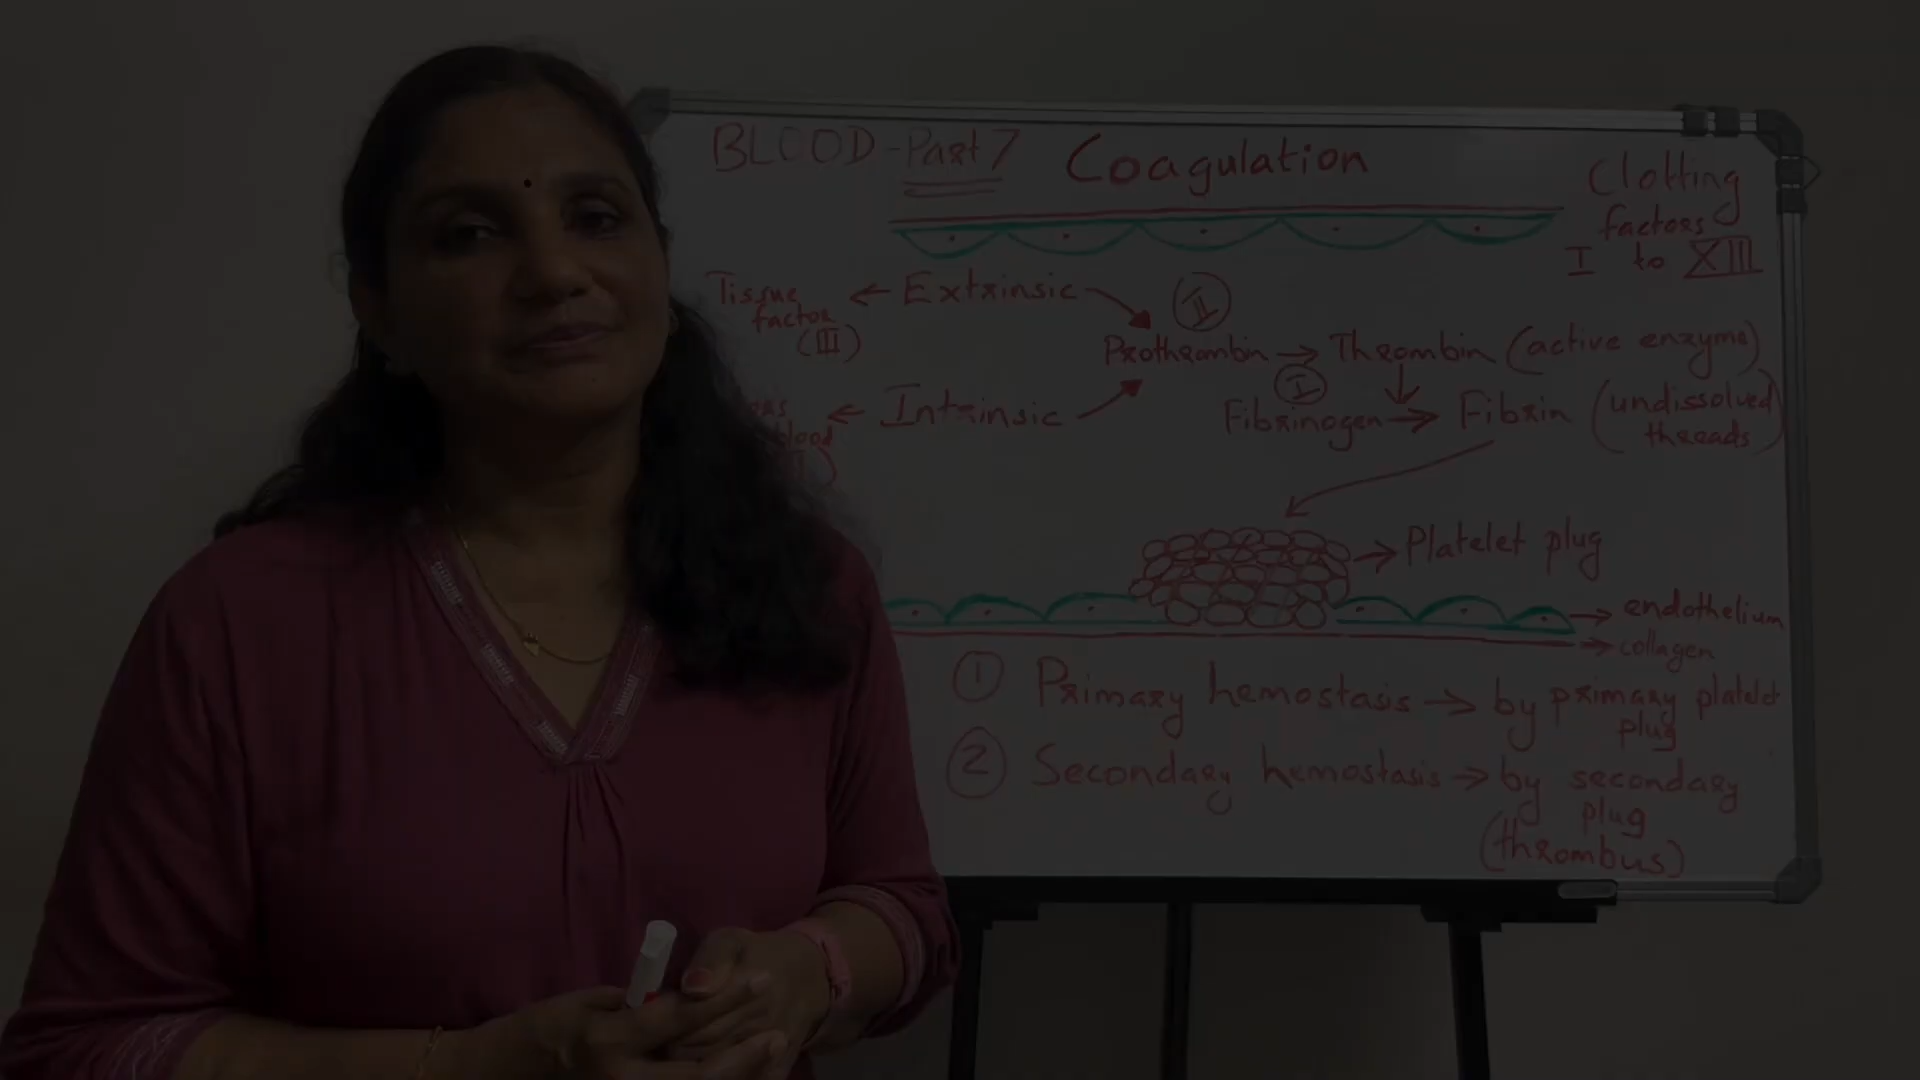 BLOOD - Part 7 Coagulation
Clotting
factors
I to XIII
Tissue
factor
(III)
← Extrinsic
II
Prothrombin → Thrombin (active enzyme)
← Intrinsic
blood
I
Fibrinogen → Fibrin (undissolved
threads)
→ Platelet plug
→ endothelium
→ collagen
① Primary hemostasis → by primary platelet
plug
② Secondary hemostasis → by secondary
plug
(thrombus)